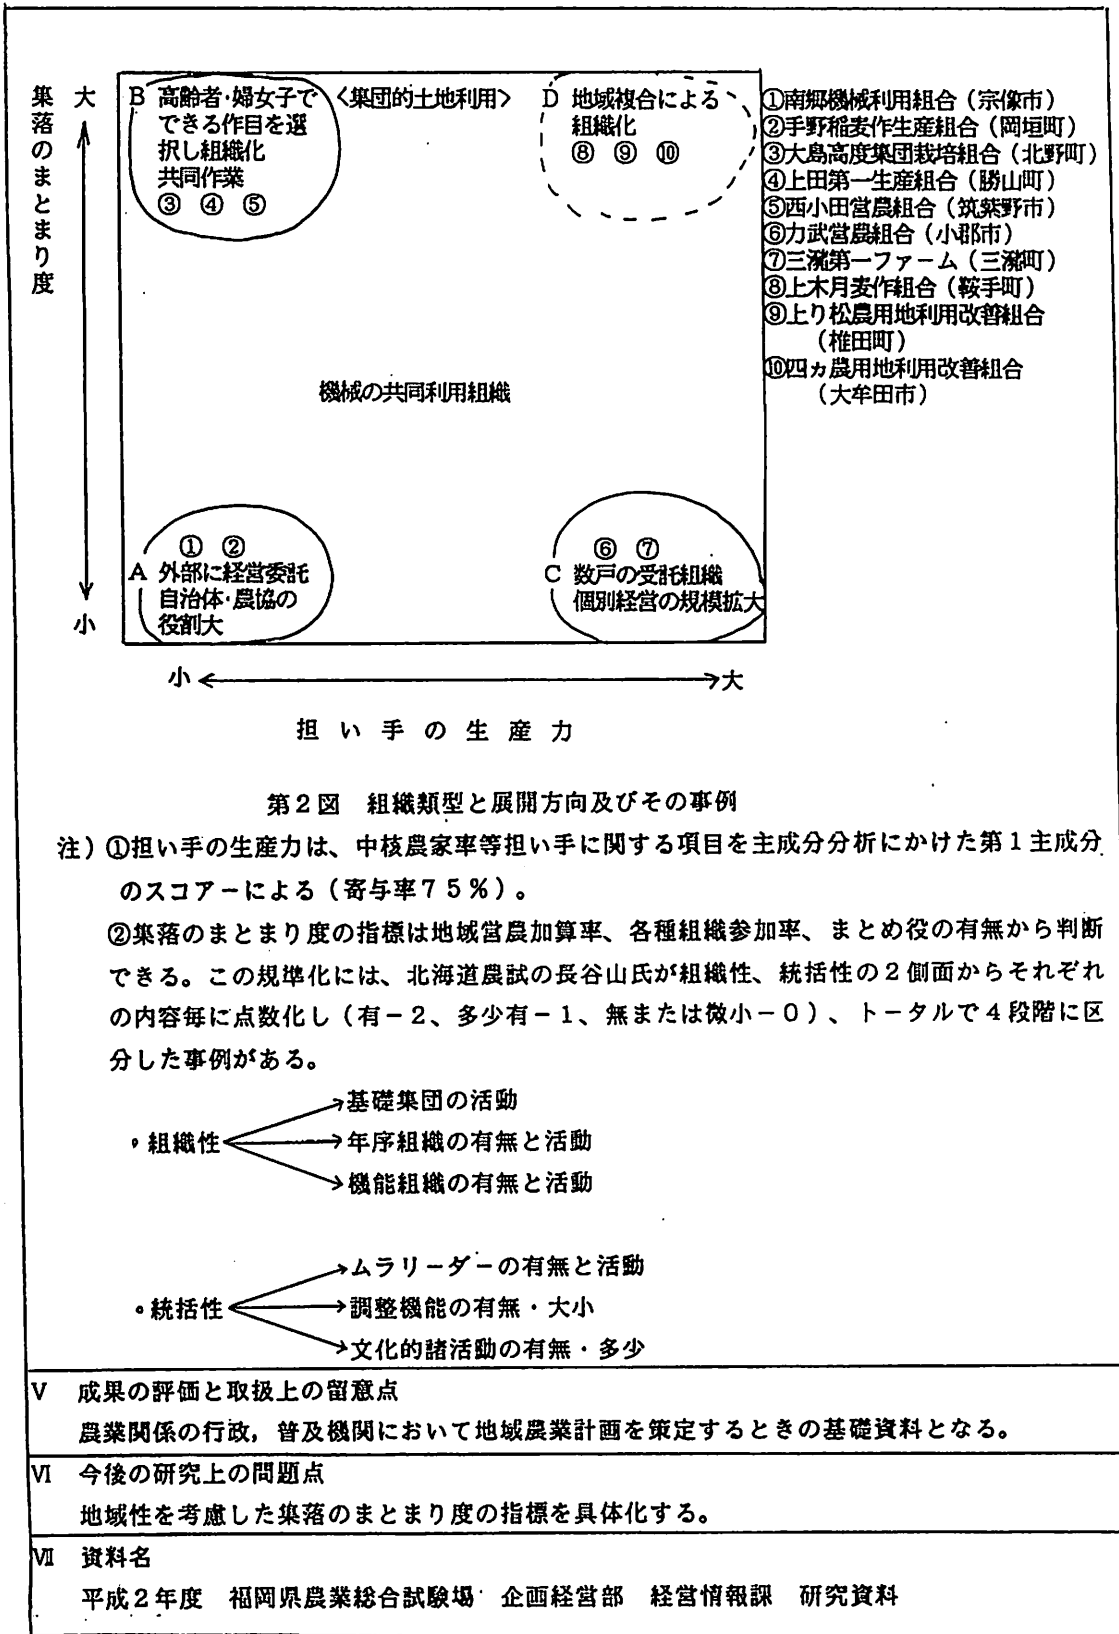 集落のまとまり度
大
小
B 高齢者・婦女子で
できる作目を選
択し組織化
共同作業
③ ④ ⑤
〈集団的土地利用〉
D 地域複合による
組織化
⑧ ⑨ ⑩
機械の共同利用組織
① ②
A 外部に経営委託
自治体・農協の
役割大
⑥ ⑦
C 数戸の受託組織
個別経営の規模拡大
①南郷機械利用組合（宗像市）
②手野稲麦作生産組合（岡垣町）
③大島高度集団栽培組合（北野町）
④上田第一生産組合（勝山町）
⑤西小田営農組合（筑紫野市）
⑥力武営農組合（小郡市）
⑦三潴第一ファーム（三潴町）
⑧上木月麦作組合（鞍手町）
⑨上り松農用地利用改善組合
（椎田町）
⑩四ヵ農用地利用改善組合
（大牟田市）
小 大
担い手の生産力
第2図 組織類型と展開方向及びその事例
注）①担い手の生産力は、中核農家率等担い手に関する項目を主成分分析にかけた第1主成分
のスコアーによる（寄与率75％）。
②集落のまとまり度の指標は地域営農加算率、各種組織参加率、まとめ役の有無から判断
できる。この規準化には、北海道農試の長谷山氏が組織性、統括性の2側面からそれぞれ
の内容毎に点数化し（有－2、多少有－1、無または微小－0）、トータルで4段階に区
分した事例がある。
。組織性
基礎集団の活動
年序組織の有無と活動
機能組織の有無と活動
。統括性
ムラリーダーの有無と活動
調整機能の有無・大小
文化的諸活動の有無・多少
Ⅴ 成果の評価と取扱上の留意点
農業関係の行政，普及機関において地域農業計画を策定するときの基礎資料となる。
Ⅵ 今後の研究上の問題点
地域性を考慮した集落のまとまり度の指標を具体化する。
Ⅶ 資料名
平成2年度 福岡県農業総合試験場 企画経営部 経営情報課 研究資料